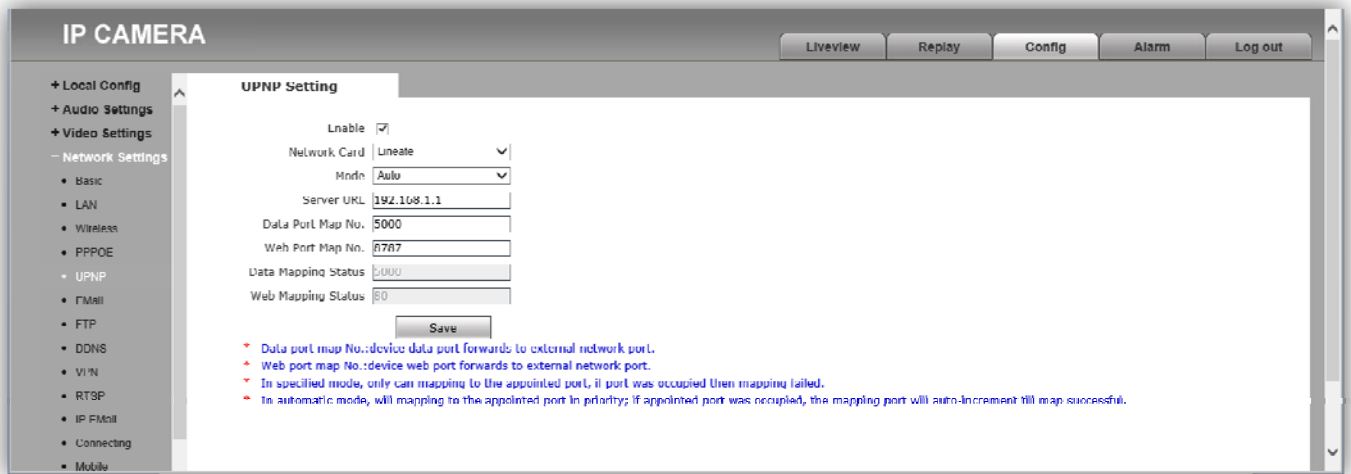 IP CAMERA
Liveview
Replay
Config
Alarm
Log out
+ Local Config
+ Audio Settings
+ Video Settings
− Network Settings
• Basic
• LAN
• Wireless
• PPPOE
• UPNP
• EMail
• FTP
• DDNS
• VPN
• RTSP
• IP EMail
• Connecting
• Mobile
UPNP Setting
Enable
Network Card
Mode Auto
Server URL 192.168.1.1
Data Port Map No. 5000
Web Port Map No. 8787
Data Mapping Status 5000
Web Mapping Status 80
Save
* Data port map No.:device data port forwards to external network port.
* Web port map No.:device web port forwards to external network port.
* In specified mode, only can mapping to the appointed port, if port was occupied then mapping failed.
* In automatic mode, will mapping to the appointed port in priority; if appointed port was occupied, the mapping port will auto-increment till map successful.